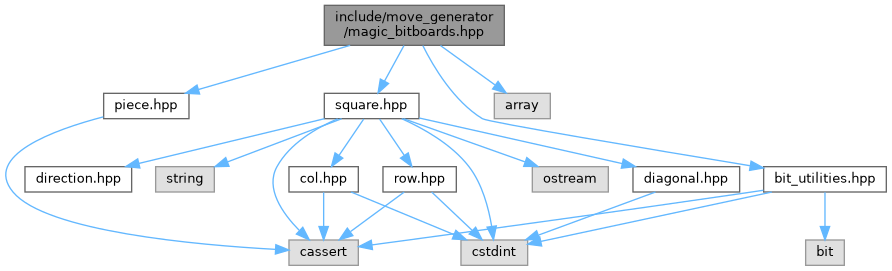 include/move_generator
/magic_bitboards.hpp
piece.hpp
square.hpp
array
direction.hpp
string
col.hpp
row.hpp
ostream
diagonal.hpp
bit_utilities.hpp
cassert
cstdint
bit